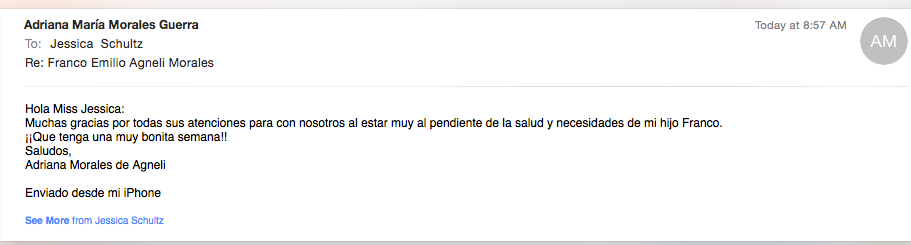 Adriana María Morales Guerra
Today at 8:57 AM
AM
To: Jessica Schultz
Re: Franco Emilio Agneli Morales
Hola Miss Jessica:
Muchas gracias por todas sus atenciones para con nosotros al estar muy al pendiente de la salud y necesidades de mi hijo Franco.
¡¡Que tenga una muy bonita semana!!
Saludos,
Adriana Morales de Agneli
Enviado desde mi iPhone
See More from Jessica Schultz